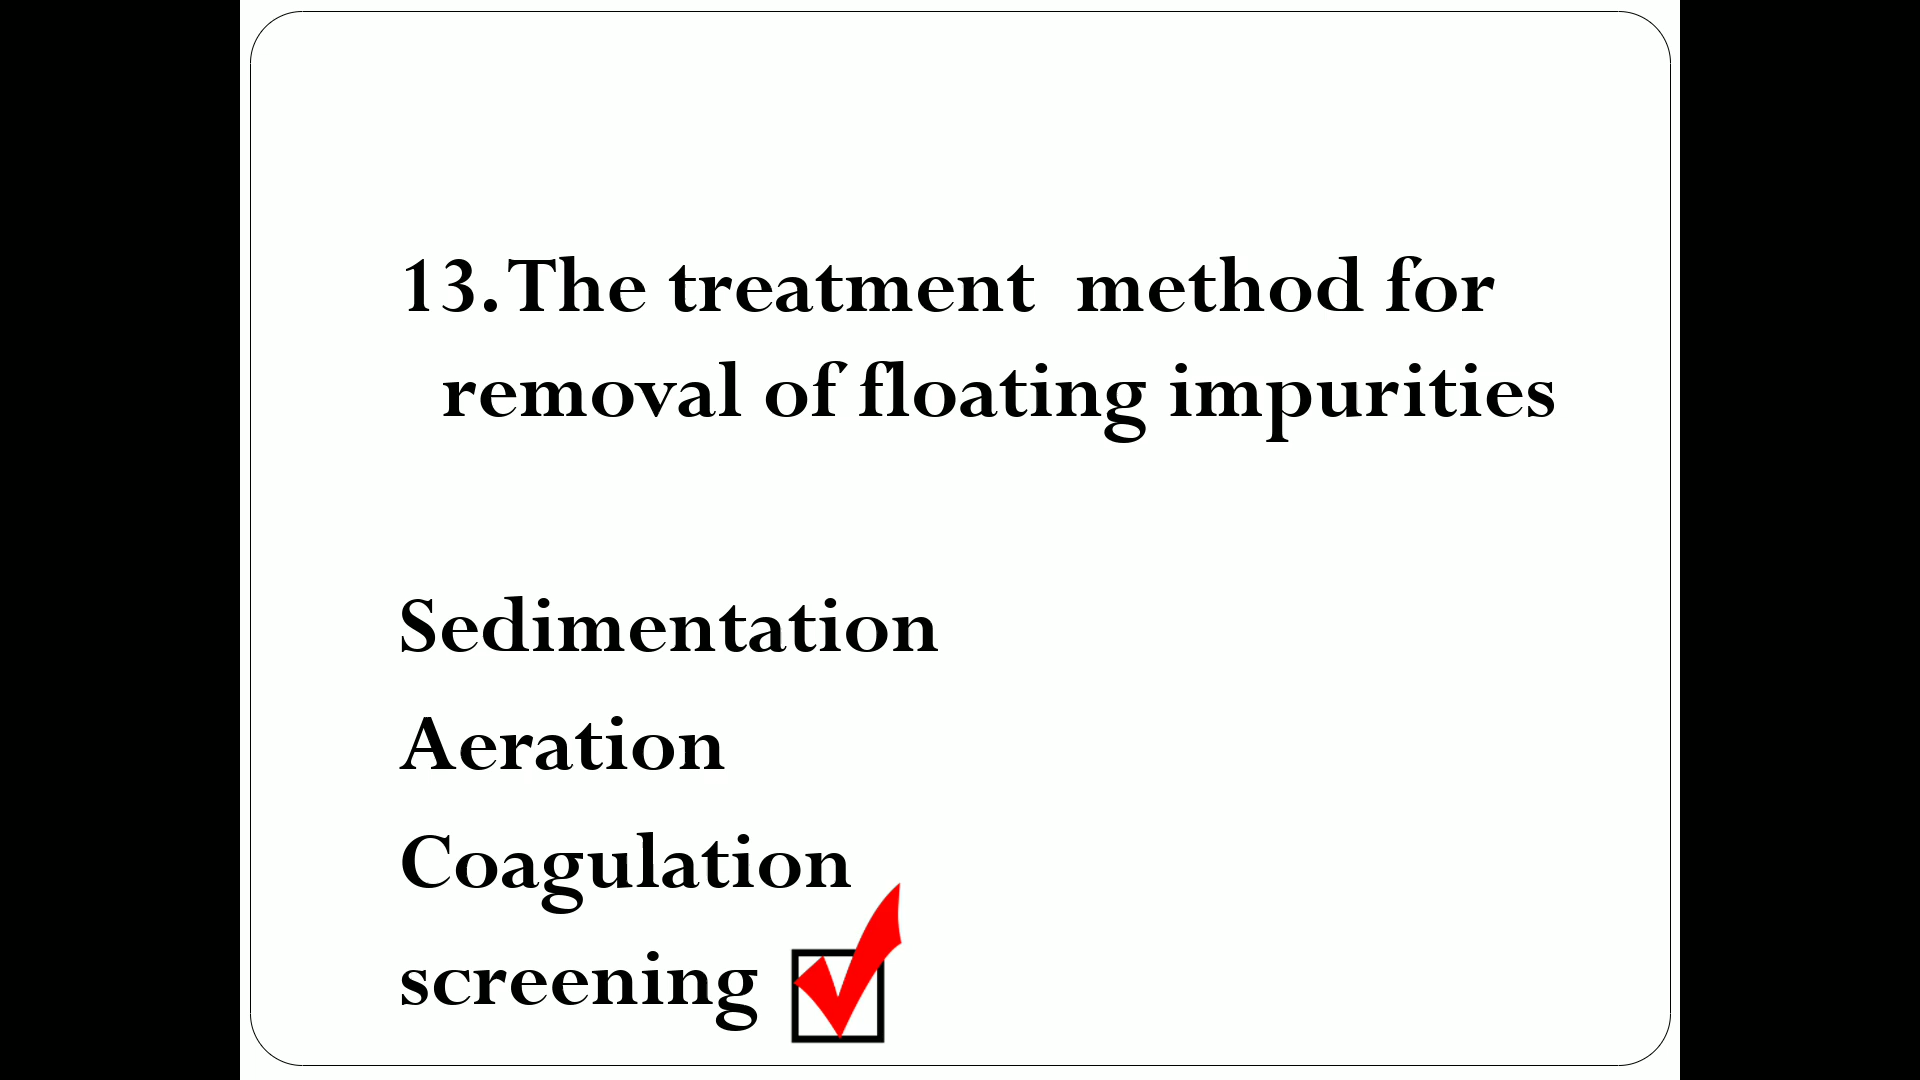 13.The treatment  method for
removal of floating impurities
Sedimentation
Aeration
Coagulation
screening